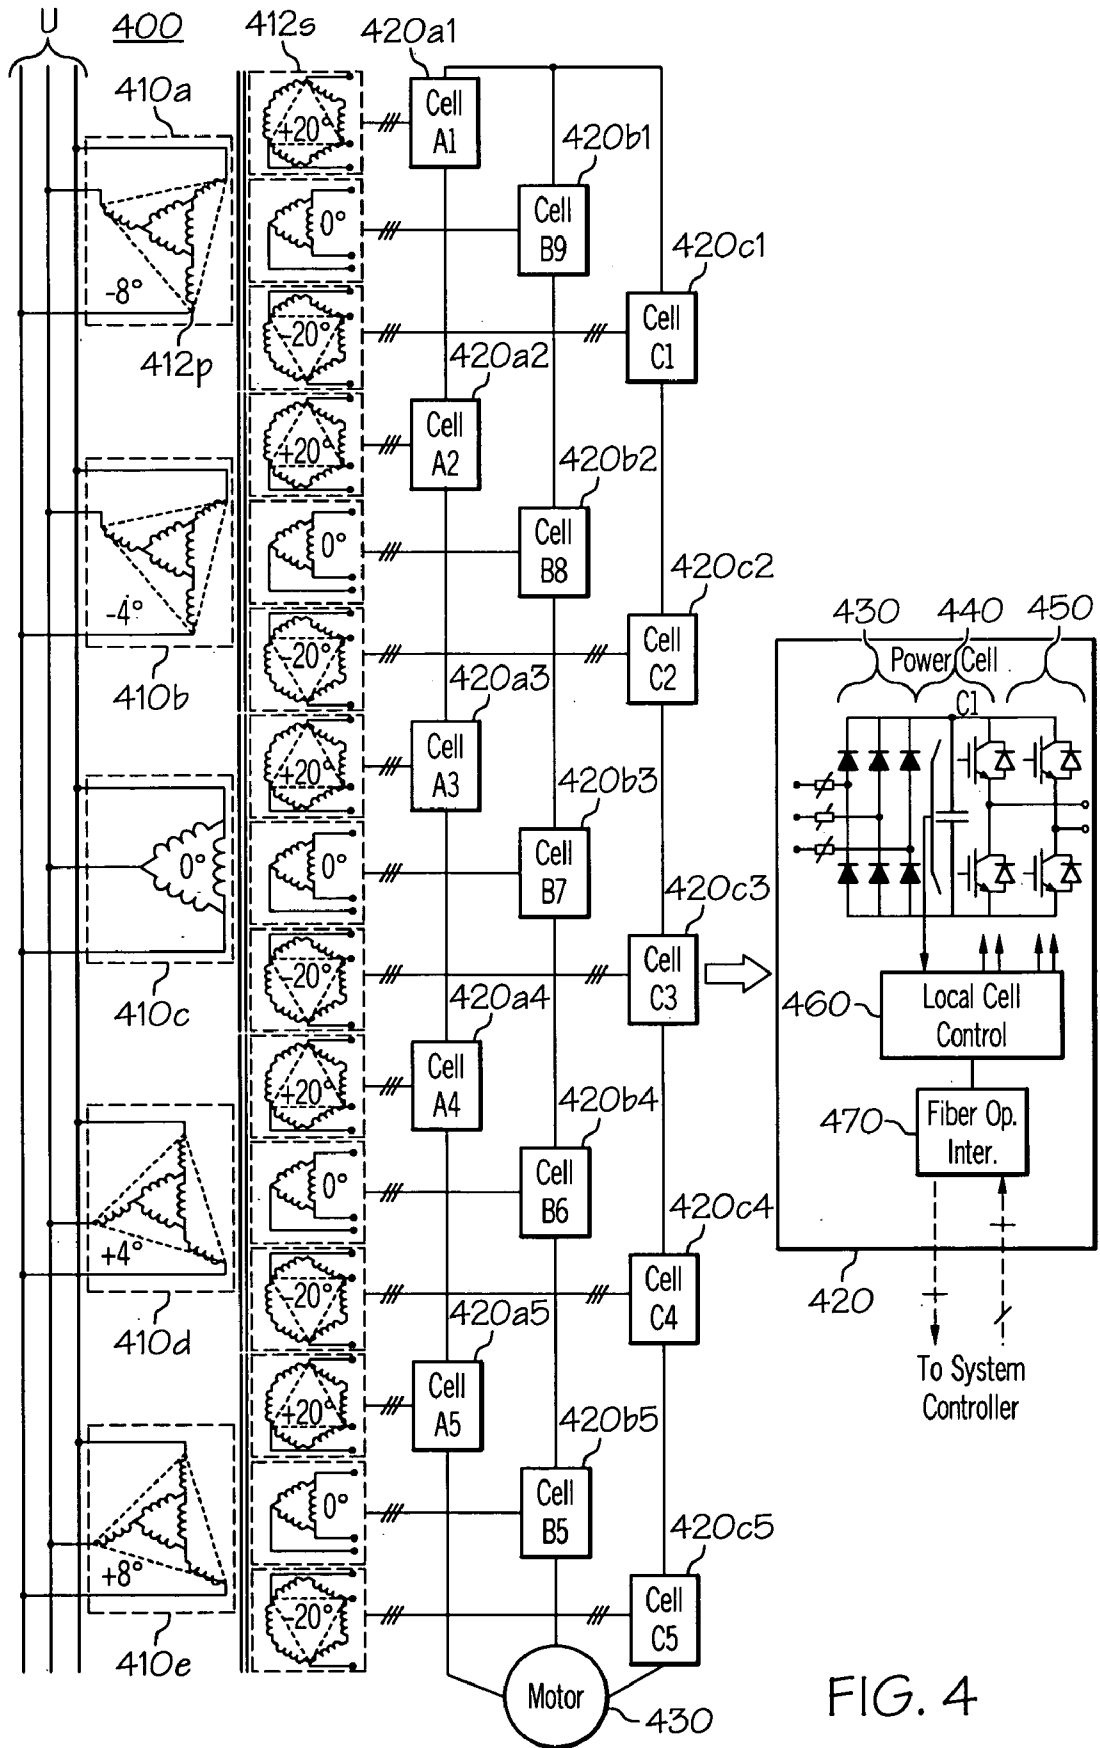 U
400
412s
420a1
410a
+20°
Cell
A1
420b1
-8°
0°
Cell
B9
420c1
412p
-20°
Cell
C1
420a2
+20°
Cell
A2
420b2
-4°
0°
Cell
B8
420c2
410b
-20°
Cell
C2
420a3
+20°
Cell
A3
420b3
0°
0°
Cell
B7
420c3
410c
-20°
Cell
C3
420a4
+20°
Cell
A4
420b4
+4°
0°
Cell
B6
420c4
410d
-20°
Cell
C4
420a5
+20°
Cell
A5
420b5
+8°
0°
Cell
B5
420c5
410e
-20°
Cell
C5
Motor
430
430
440
450
Power Cell
C1
460
Local Cell
Control
470
Fiber Op.
Inter.
420
To System
Controller
FIG. 4